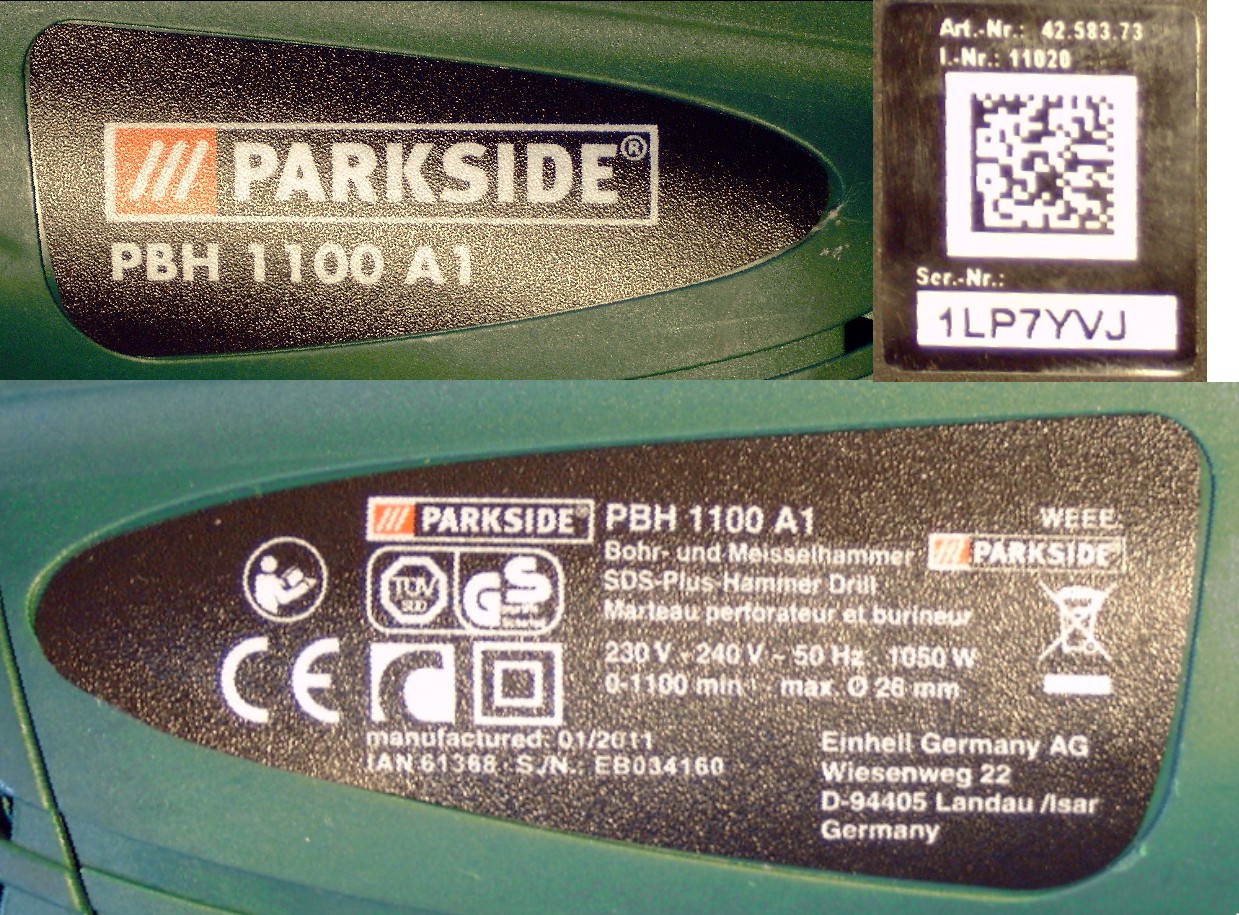 PARKSIDE®
PBH 1100 A1
Art.-Nr.: 42.583.73
I.-Nr.: 11020
Ser.-Nr.:
1LP7YVJ
PARKSIDE® PBH 1100 A1
WEEE.
Bohr- und Meisselhammer
PARKSIDE®
SDS-Plus-Hammer Drill
Marteau perforateur et burineur
TÜV
SÜD
GS
230 V - 240 V ~ 50 Hz · 1050 W
0-1100 min⁻¹ · max. Ø 26 mm
CE
manufactured: 01/2011
IAN 61368 · S./N.: EB034160
Einhell Germany AG
Wiesenweg 22
D-94405 Landau /Isar
Germany